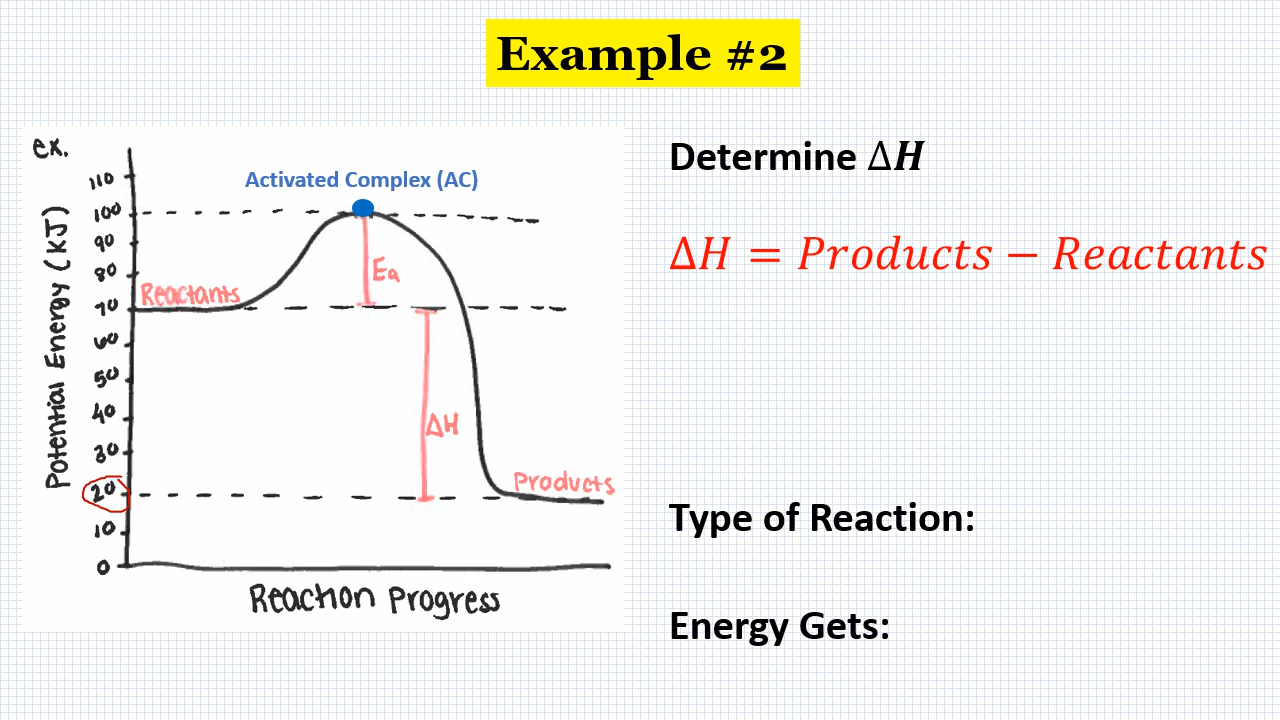 Example #2
ex.
Activated Complex (AC)
Potential Energy (KJ)
110
100
90
80
70
60
50
40
30
20
10
0
Reactants
Ea
ΔH
Products
Reaction Progress
Determine ΔH
ΔH = Products − Reactants
Type of Reaction:
Energy Gets: